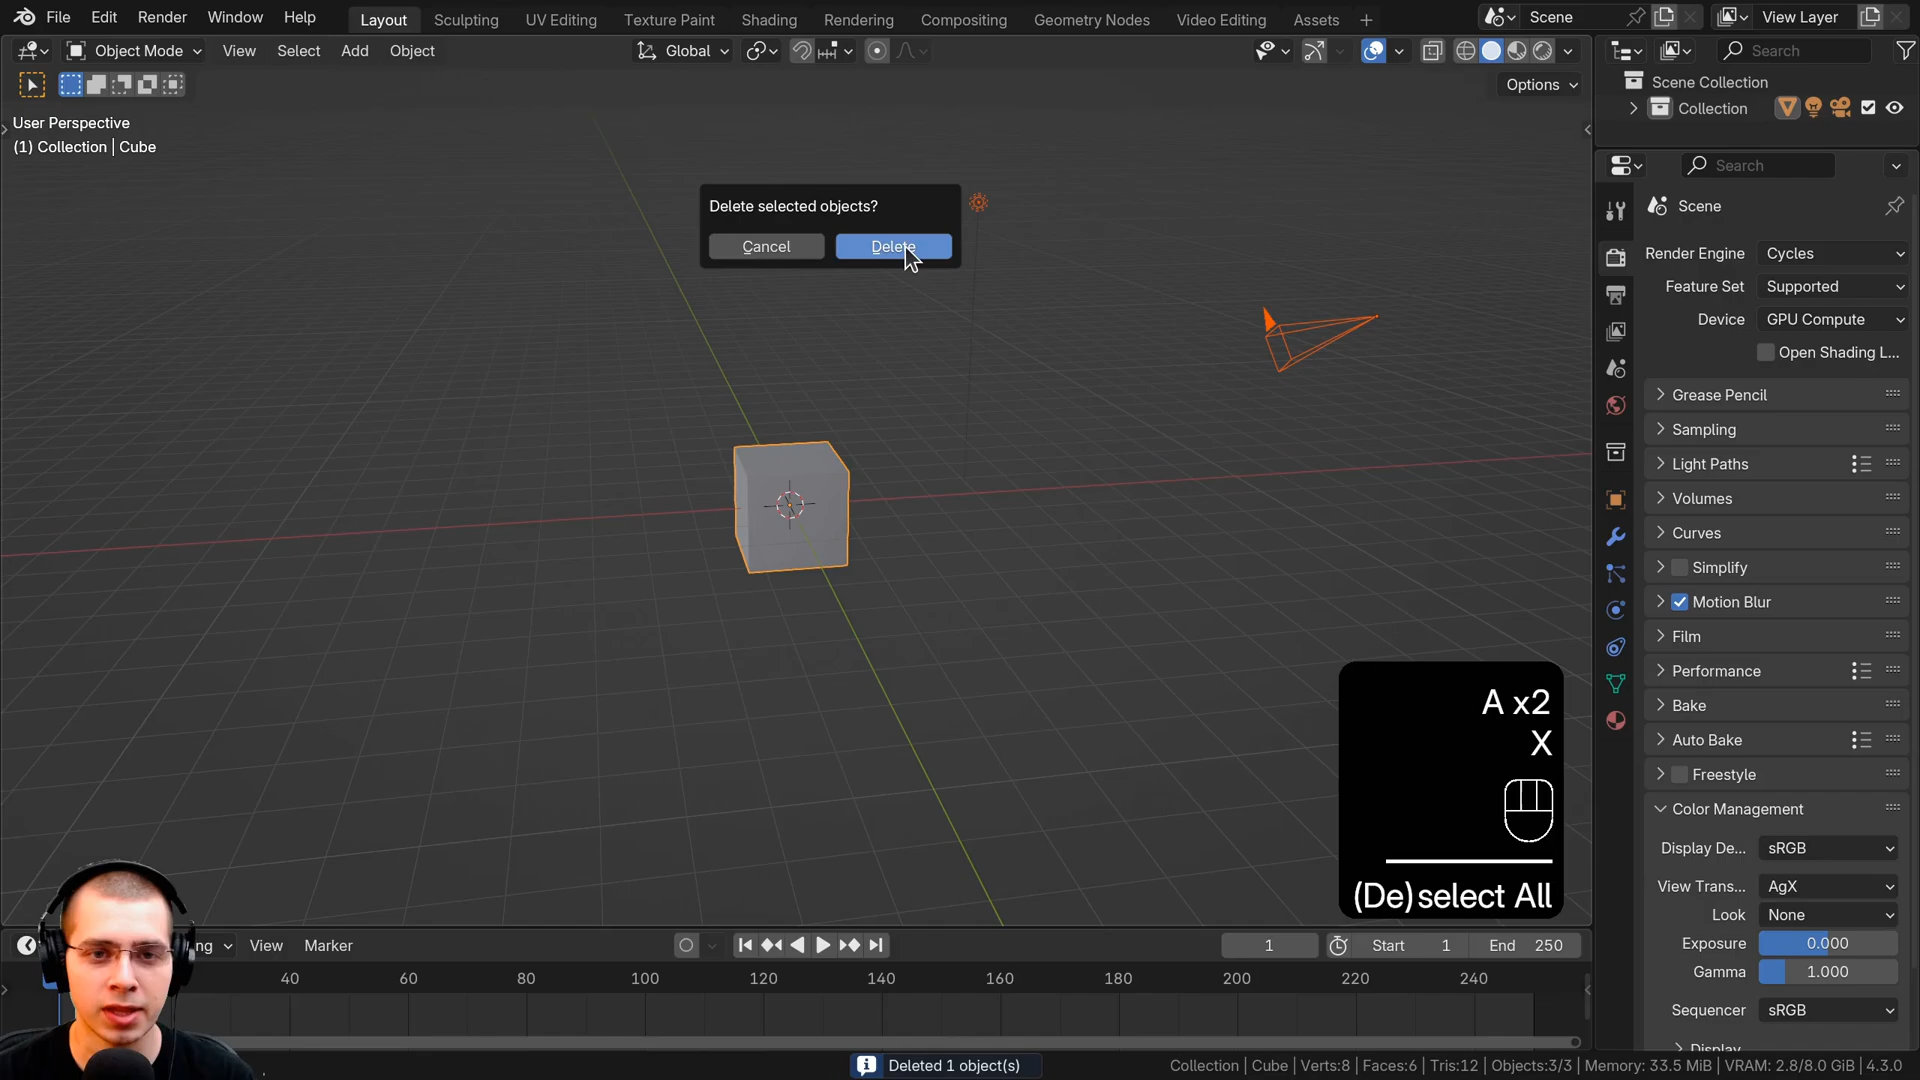 File Edit Render Window Help Layout Sculpting UV Editing Texture Paint Shading Rendering Compositing Geometry Nodes Video Editing Assets Scene View Layer
Object Mode View Select Add Object Global Search
Options
User Perspective
(1) Collection | Cube
Delete selected objects?
Cancel Delete
Scene Collection
Collection
Search
Scene
Render Engine Cycles
Feature Set Supported
Device GPU Compute
Open Shading L...
Grease Pencil
Sampling
Light Paths
Volumes
Curves
Simplify
Motion Blur
Film
Performance
Bake
Auto Bake
Freestyle
Color Management
Display De... sRGB
View Trans... AgX
Look None
Exposure 0.000
Gamma 1.000
Sequencer sRGB
Display
A x2
X
(De)select All
ng View Marker 1 Start 1 End 250
40 60 80 100 120 140 160 180 200 220 240
Deleted 1 object(s)
Collection | Cube | Verts:8 | Faces:6 | Tris:12 | Objects:3/3 | Memory: 33.5 MiB | VRAM: 2.8/8.0 GiB | 4.3.0